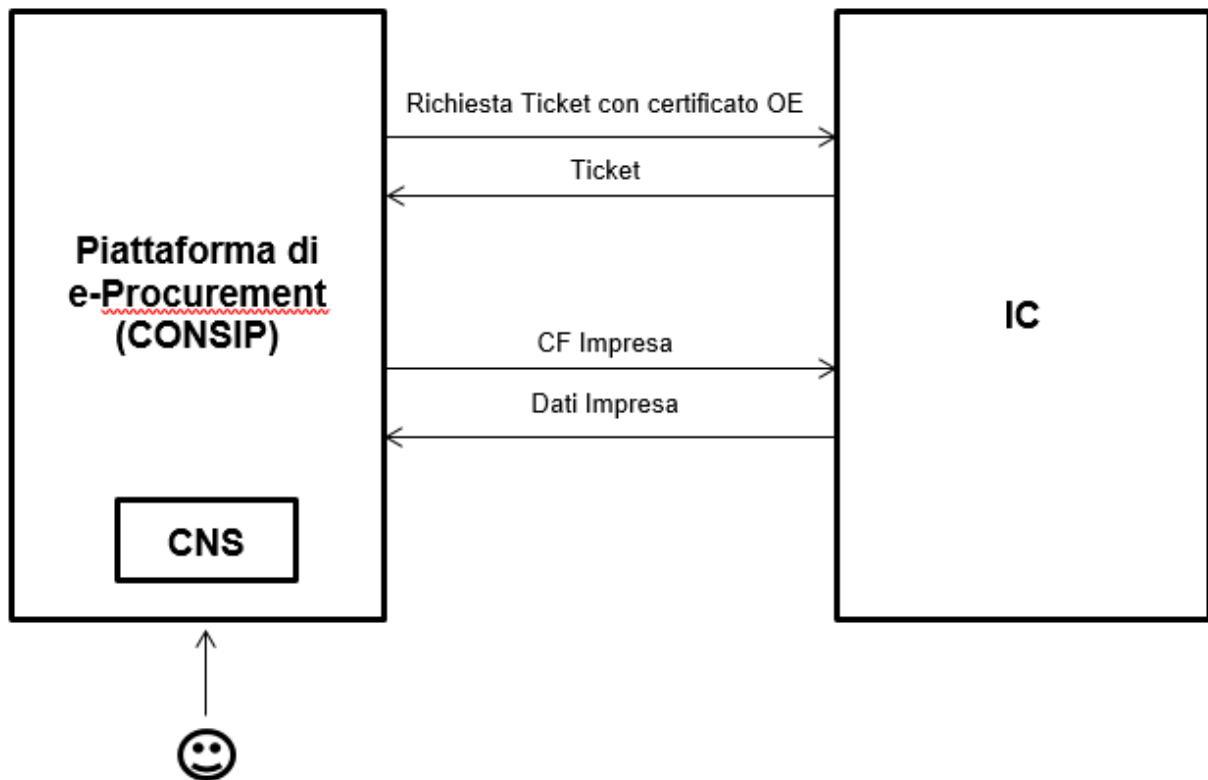 Richiesta Ticket con certificato OE
Ticket
Piattaforma di
e-Procurement
(CONSIP)
IC
CF Impresa
Dati Impresa
CNS